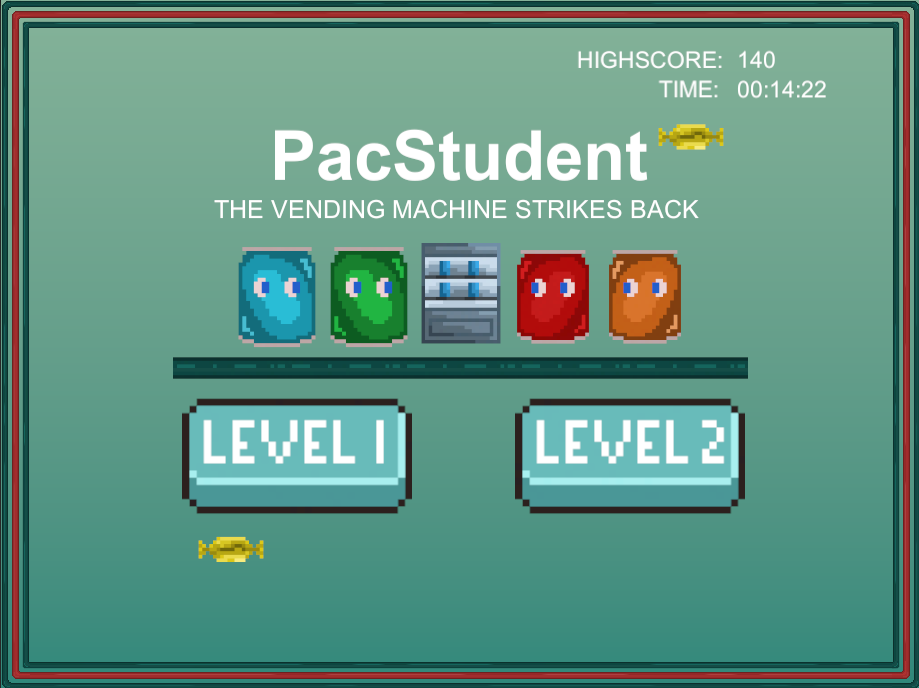 HIGHSCORE: 140
TIME: 00:14:22
PacStudent
THE VENDING MACHINE STRIKES BACK
LEVEL 1
LEVEL 2